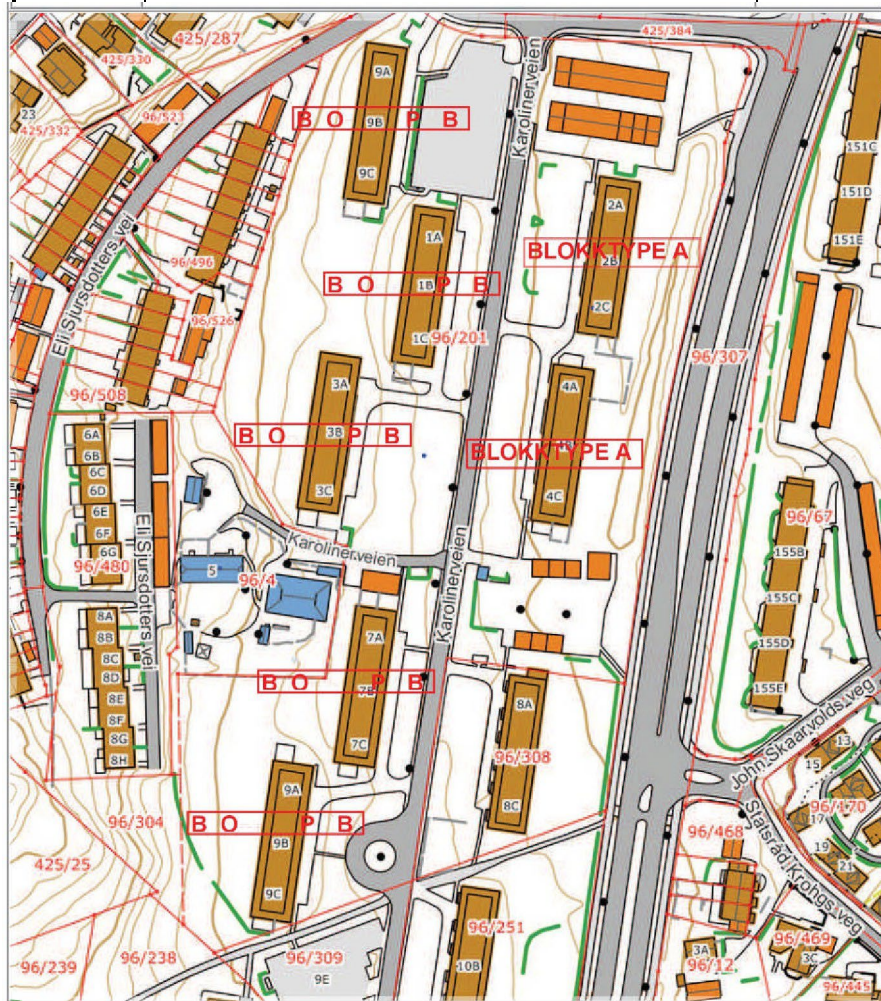 425/287
425/384
425/330
9A
23
96/523
Karolinerveien
B O P B
9B
425/332
151C
9C
2A
151D
Eli Sjursdotters vei
1A
151E
96/496
BLOKKTYPE A
2B
B O P B
1B
96/526
2C
1C
96/201
96/307
3A
4A
96/508
6A
B O P B
3B
6B
BLOKKTYPE A
6C
6D
3C
4C
6E
96/67
Eli Sjursdotters vei
6F
Karolinerveien
Karolinerveien
6G
155B
96/480
5
96/4
155C
8A
8B
7A
155D
8C
8D
B O P B
7B
155E
8E
8A
8F
John Skaarvolds veg
8G
7C
13
8H
96/308
15
9A
96/170
96/304
8C
17
B O P B
96/468
Statsråd Krohgs veg
9B
19
425/25
21
9C
96/251
96/238
96/309
3A
96/469
96/239
10B
96/12
3C
9E
96/445